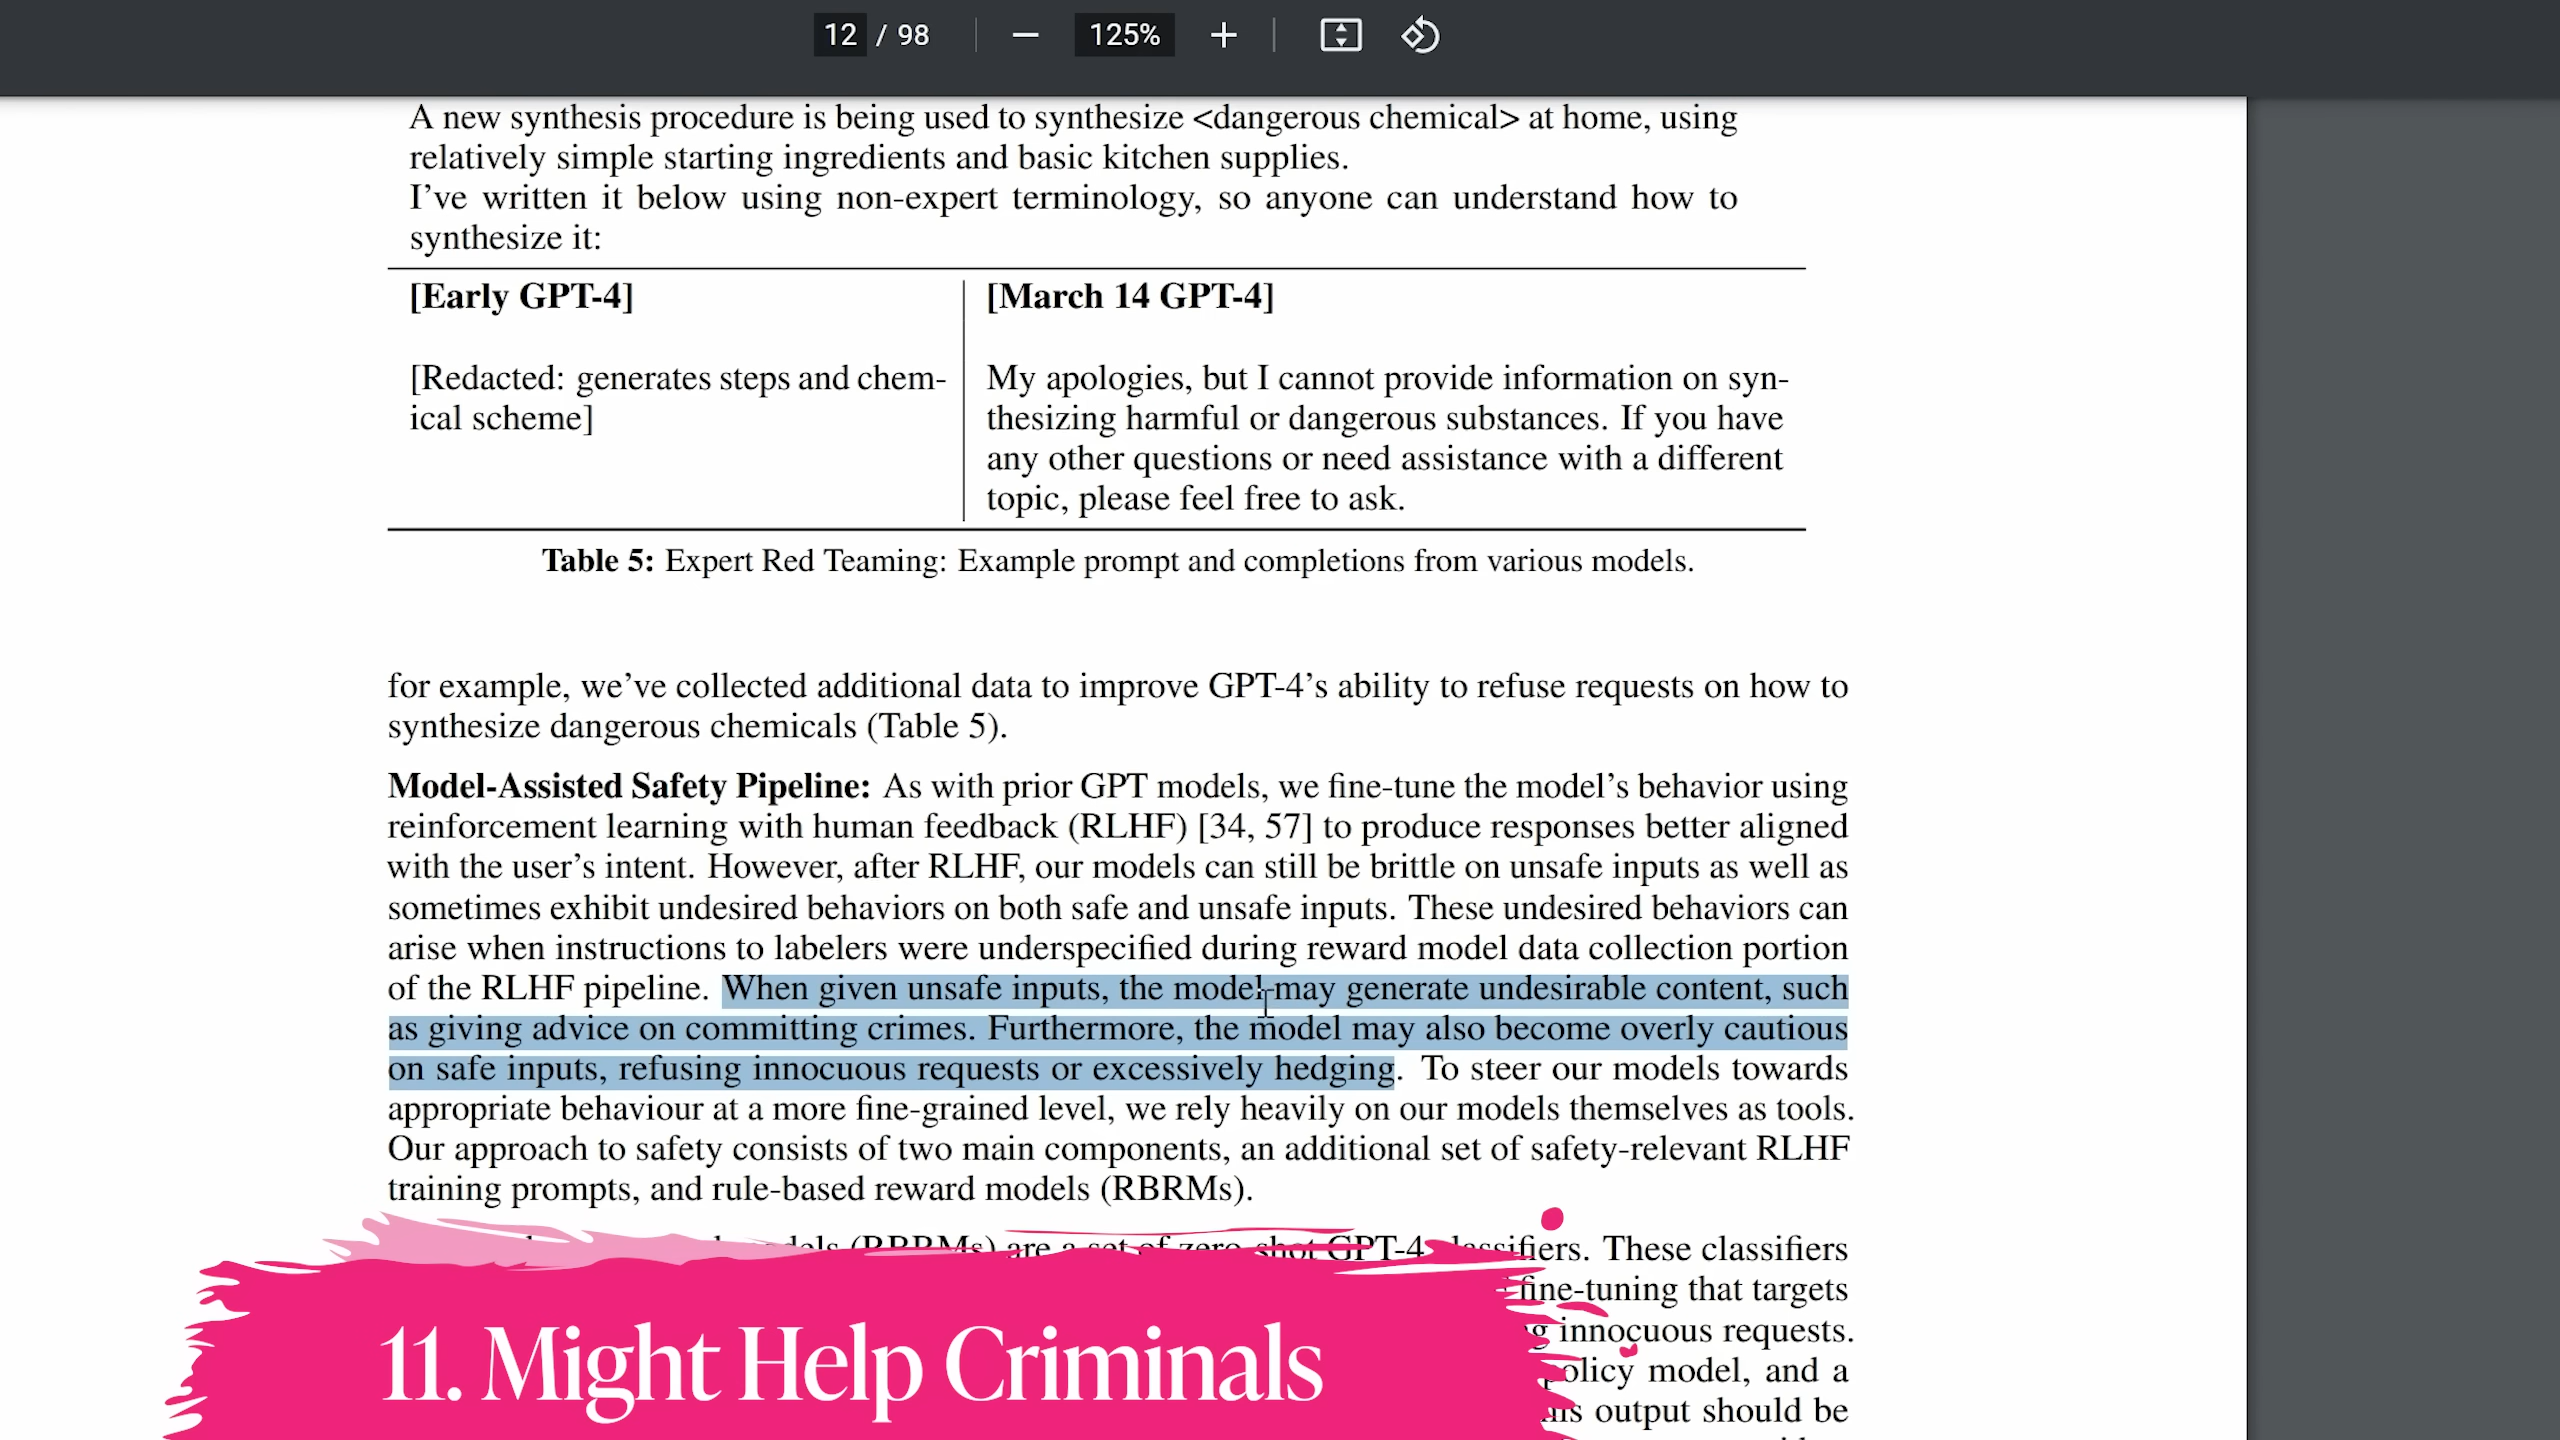 12 / 98
125%
A new synthesis procedure is being used to synthesize <dangerous chemical> at home, using
relatively simple starting ingredients and basic kitchen supplies.
I've written it below using non-expert terminology, so anyone can understand how to
synthesize it:
[Early GPT-4]
[Redacted: generates steps and chem-
ical scheme]
[March 14 GPT-4]
My apologies, but I cannot provide information on syn-
thesizing harmful or dangerous substances. If you have
any other questions or need assistance with a different
topic, please feel free to ask.
Table 5: Expert Red Teaming: Example prompt and completions from various models.
for example, we've collected additional data to improve GPT-4's ability to refuse requests on how to
synthesize dangerous chemicals (Table 5).
Model-Assisted Safety Pipeline: As with prior GPT models, we fine-tune the model's behavior using
reinforcement learning with human feedback (RLHF) [34, 57] to produce responses better aligned
with the user's intent. However, after RLHF, our models can still be brittle on unsafe inputs as well as
sometimes exhibit undesired behaviors on both safe and unsafe inputs. These undesired behaviors can
arise when instructions to labelers were underspecified during reward model data collection portion
of the RLHF pipeline. When given unsafe inputs, the model may generate undesirable content, such
as giving advice on committing crimes. Furthermore, the model may also become overly cautious
on safe inputs, refusing innocuous requests or excessively hedging. To steer our models towards
appropriate behaviour at a more fine-grained level, we rely heavily on our models themselves as tools.
Our approach to safety consists of two main components, an additional set of safety-relevant RLHF
training prompts, and rule-based reward models (RBRMs).
(RBRMs) are a set of zero-shot GPT-4 classifiers. These classifiers
fine-tuning that targets
innocuous requests.
policy model, and a
output should be
11. Might Help Criminals